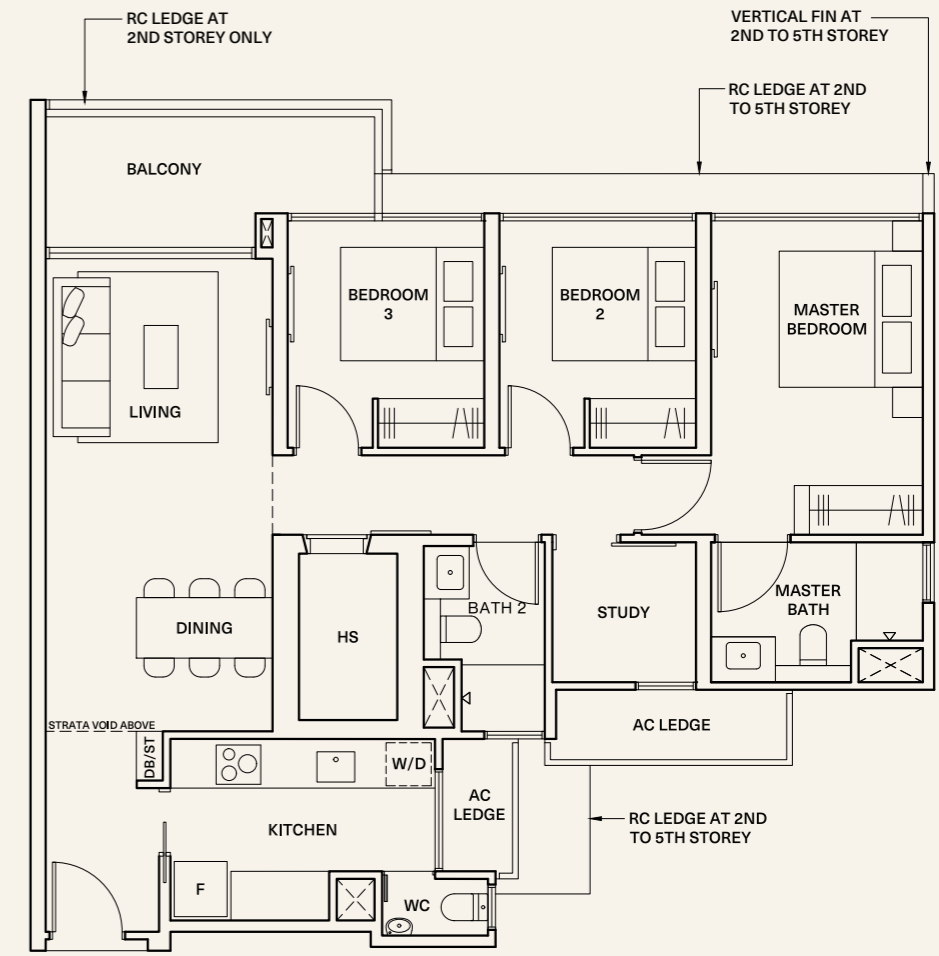 RC LEDGE AT
2ND STOREY ONLY
VERTICAL FIN AT
2ND TO 5TH STOREY
RC LEDGE AT 2ND
TO 5TH STOREY
BALCONY
BEDROOM
3
BEDROOM
2
MASTER
BEDROOM
LIVING
DINING
HS
BATH 2
STUDY
MASTER
BATH
STRATA VOID ABOVE
DB/ST
W/D
AC LEDGE
AC
LEDGE
KITCHEN
RC LEDGE AT 2ND
TO 5TH STOREY
F
WC